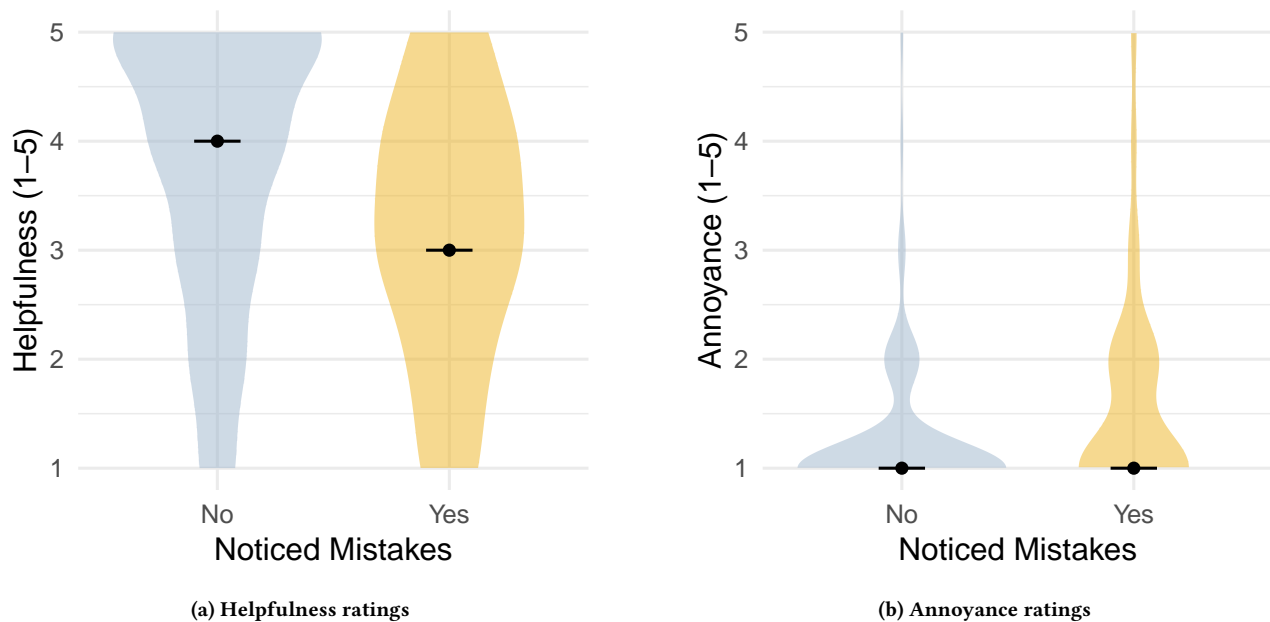 5
4
3
2
1
Helpfulness (1–5)
No
Yes
Noticed Mistakes
(a) Helpfulness ratings
5
4
3
2
1
Annoyance (1–5)
No
Yes
Noticed Mistakes
(b) Annoyance ratings